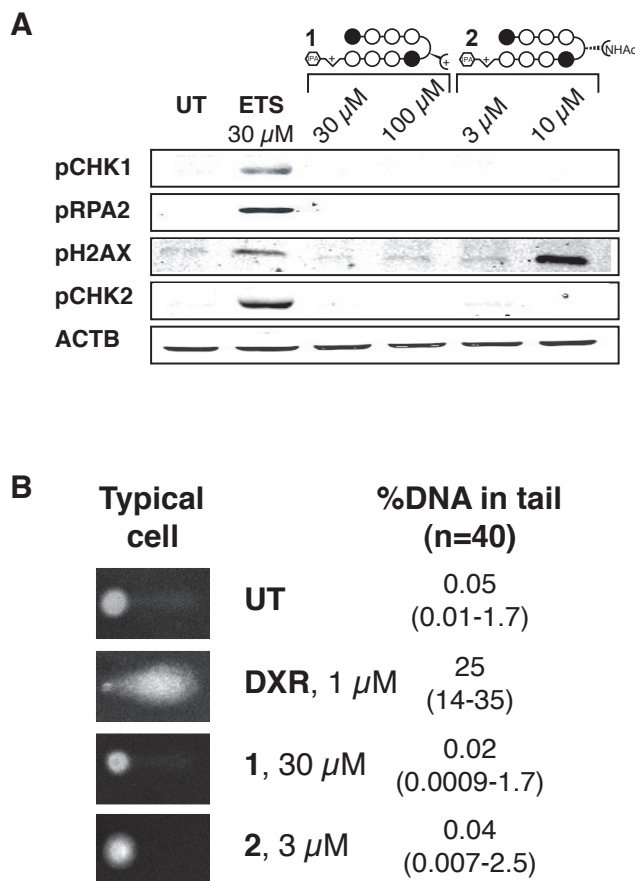 A
1 2
IPA + + IPA + NHAc
UT ETS 30 µM 100 µM 3 µM 10 µM
30 µM
pCHK1
pRPA2
pH2AX
pCHK2
ACTB
B
Typical %DNA in tail
cell (n=40)
UT 0.05
(0.01-1.7)
DXR, 1 µM 25
(14-35)
1, 30 µM 0.02
(0.0009-1.7)
2, 3 µM 0.04
(0.007-2.5)